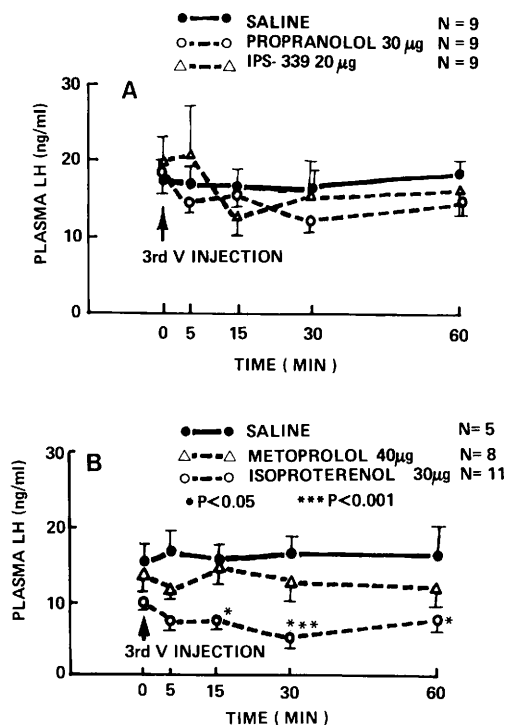 SALINE N = 9
PROPRANOLOL 30 µg N = 9
IPS- 339 20 µg N = 9
A
PLASMA LH (ng/ml)
30
20
10
0
3rd V INJECTION
0 5 15 30 60
TIME ( MIN )
SALINE N= 5
METOPROLOL 40µg N= 8
ISOPROTERENOL 30µg N= 11
• P<0.05 *** P<0.001
B
PLASMA LH (ng/ml)
30
20
10
0
*
***
*
3rd V INJECTION
0 5 15 30 60
TIME ( MIN )